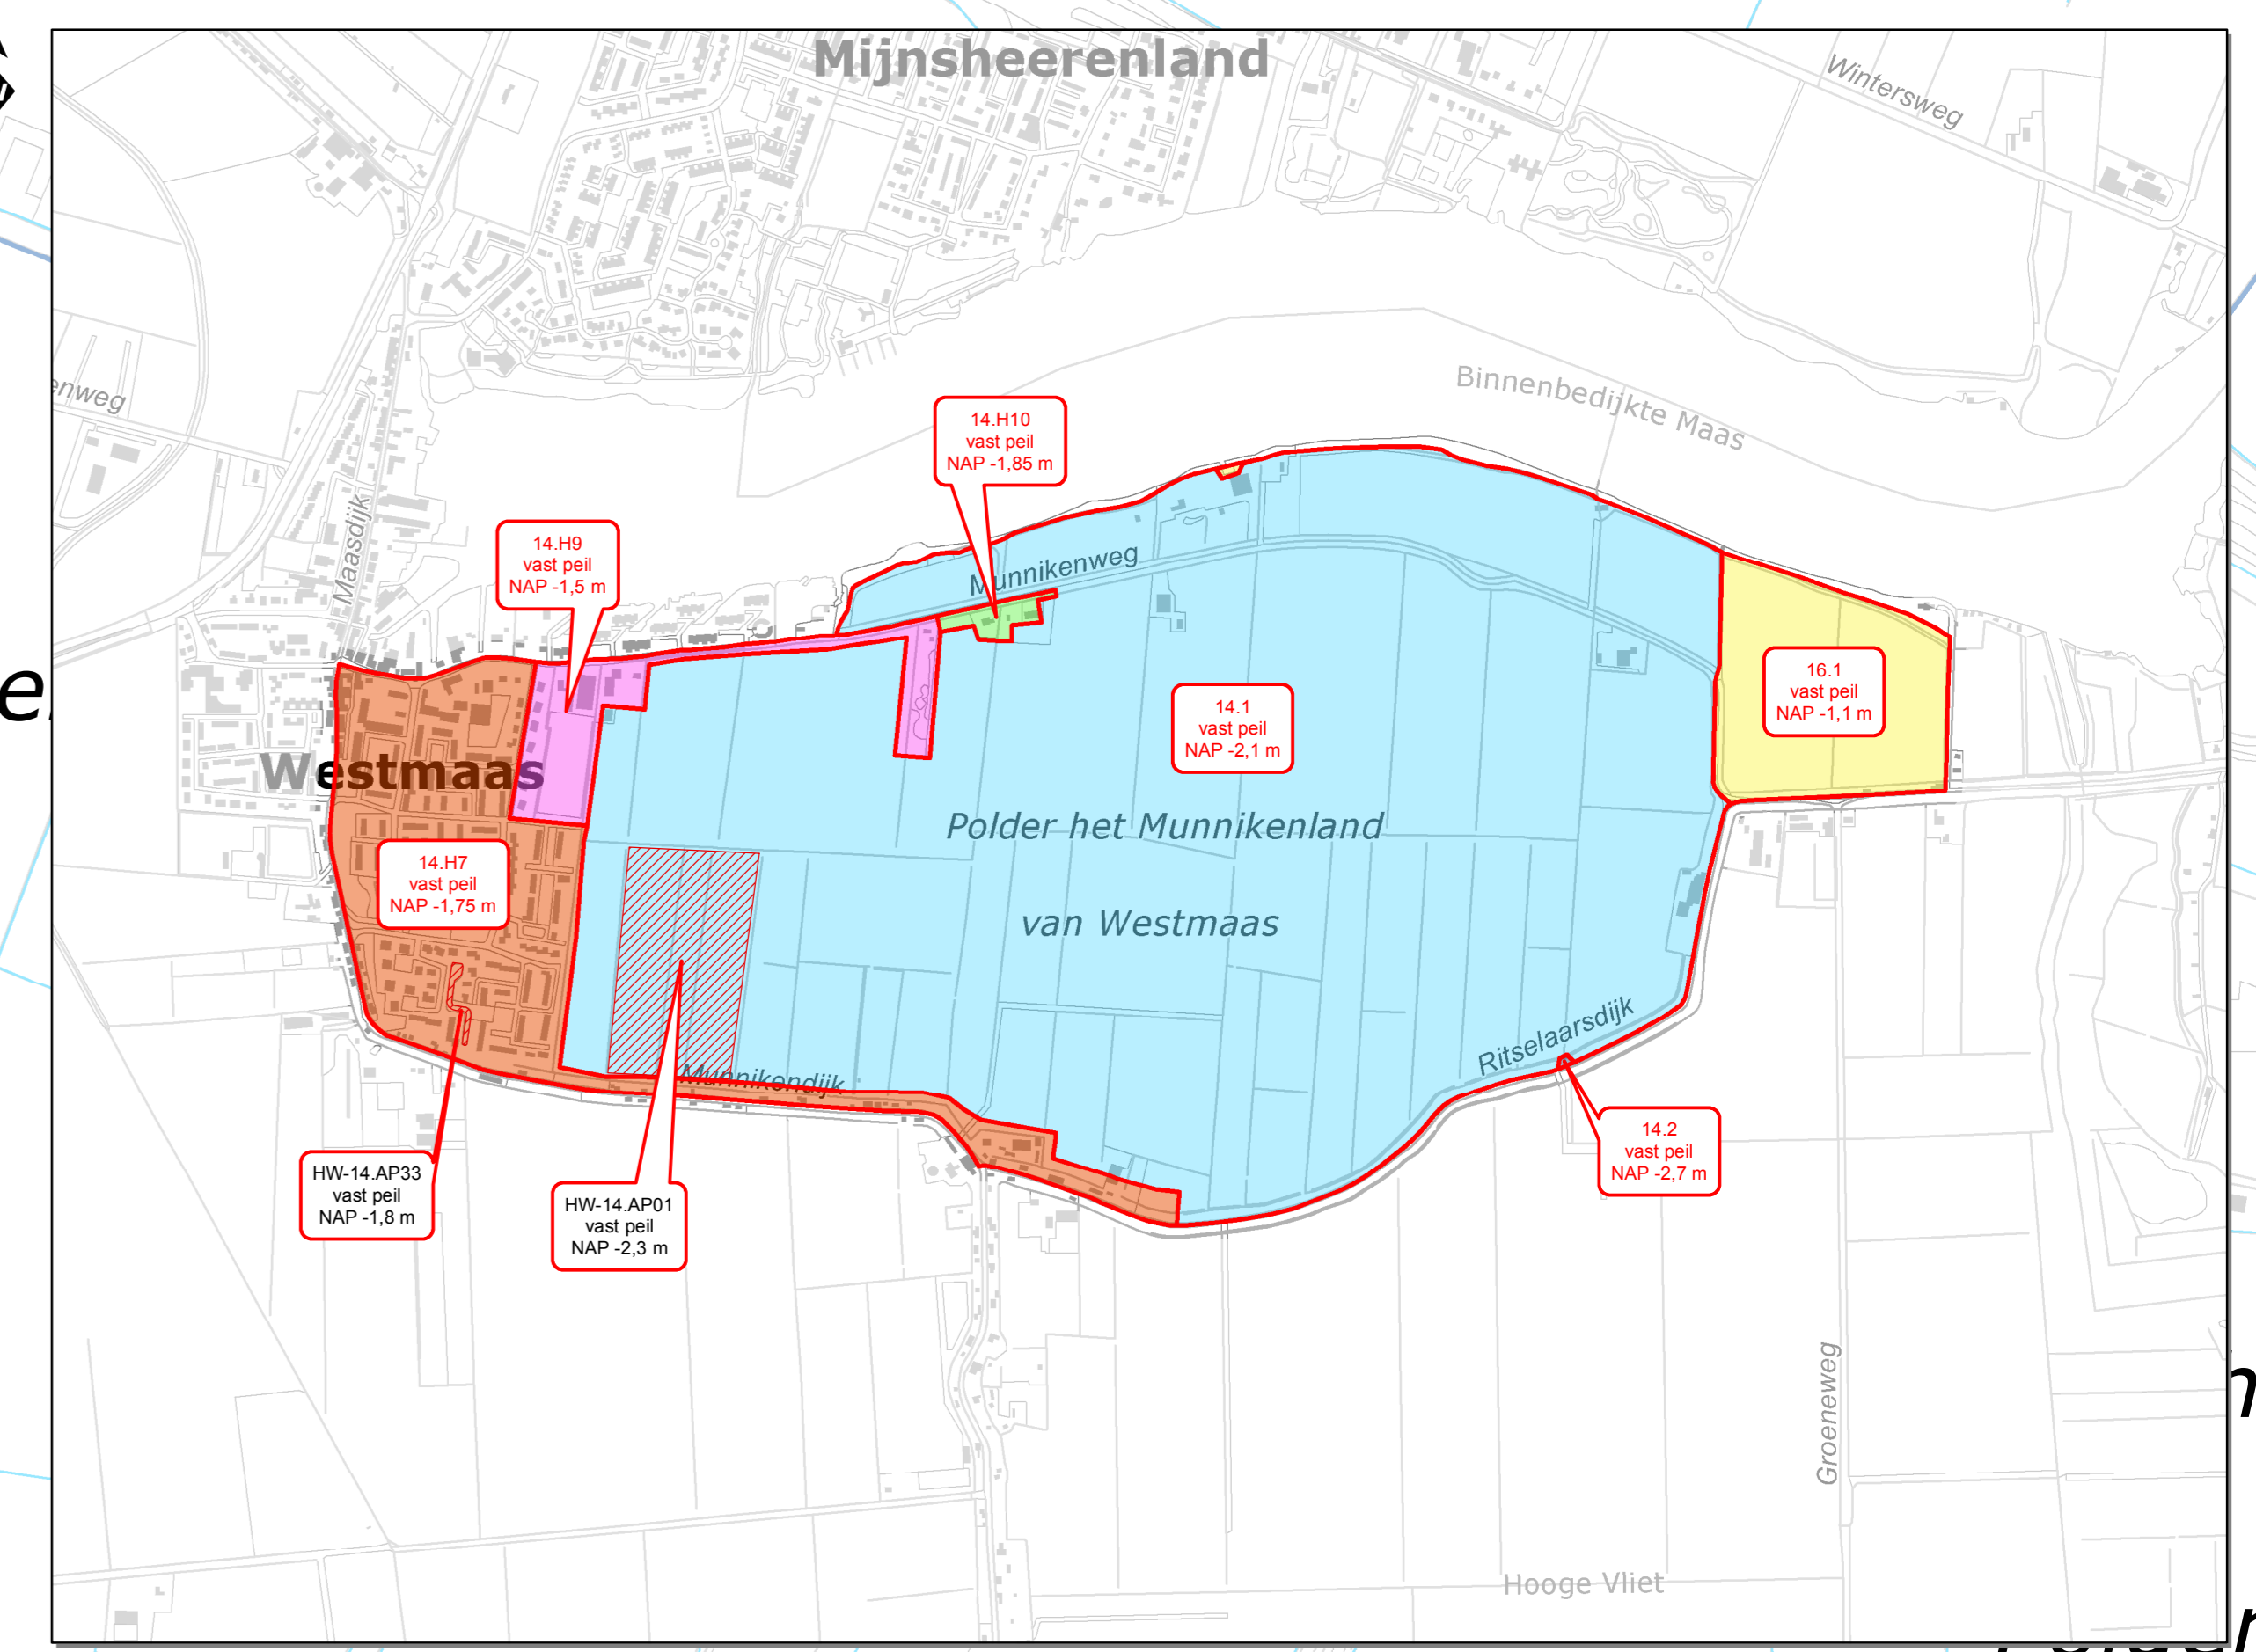 Mijnsheerenland
Wintersweg
enweg
Binnenbedijkte Maas
14.H10
vast peil
NAP -1,85 m
Maasdijk
14.H9
vast peil
NAP -1,5 m
Munnikenweg
16.1
vast peil
NAP -1,1 m
14.1
vast peil
NAP -2,1 m
Westmaas
Polder het Munnikenland
van Westmaas
14.H7
vast peil
NAP -1,75 m
Ritselaarsdijk
Munnikendijk
14.2
vast peil
NAP -2,7 m
HW-14.AP33
vast peil
NAP -1,8 m
HW-14.AP01
vast peil
NAP -2,3 m
Groeneweg
Hooge Vliet